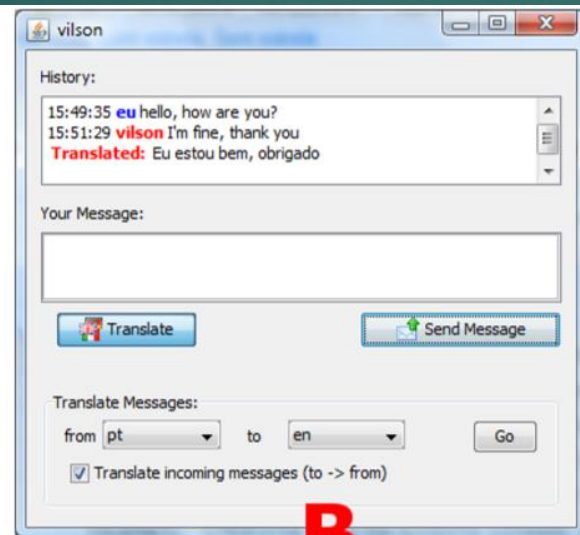 vilson
History:
15:49:35 eu hello, how are you?
15:51:29 vilson I'm fine, thank you
Translated: Eu estou bem, obrigado
Your Message:
Translate
Send Message
Translate Messages:
from pt to en Go
Translate incoming messages (to -> from)
B